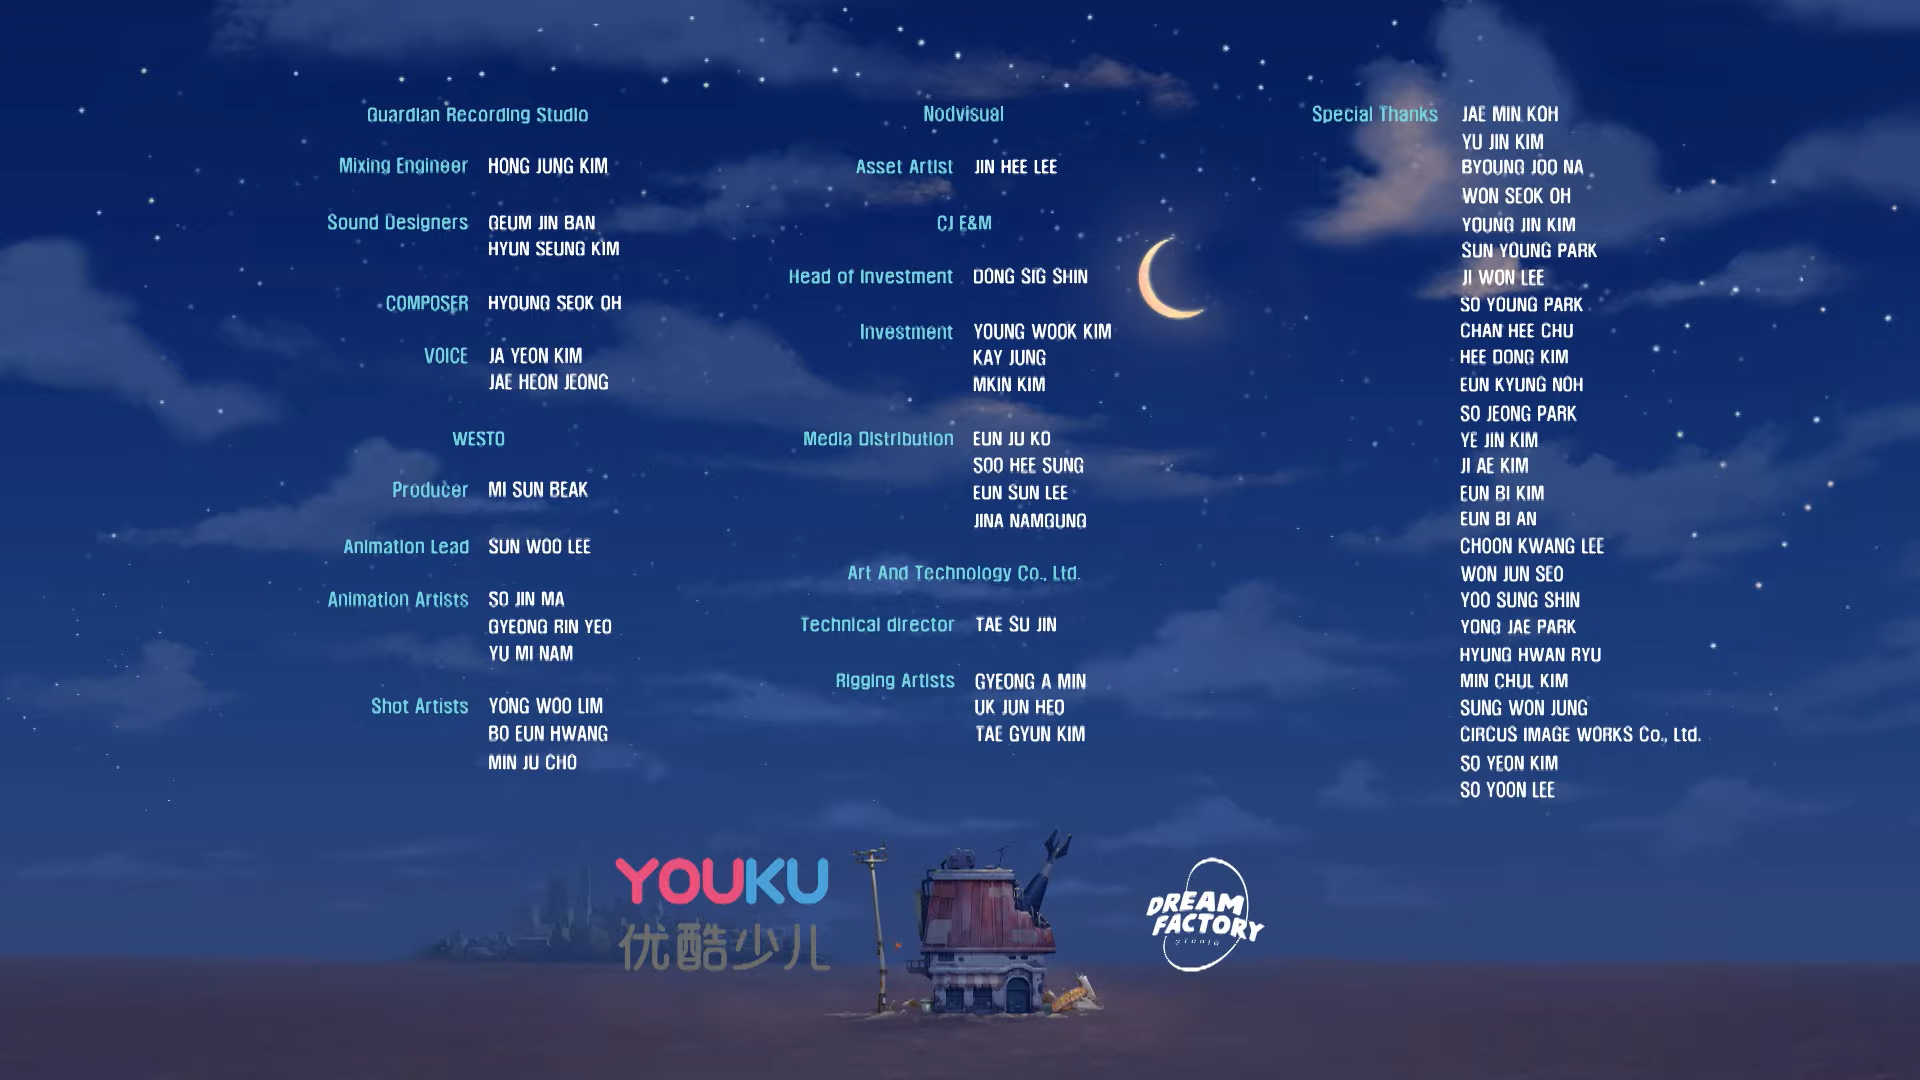 Guardian Recording Studio
Mixing Engineer HONG JUNG KIM
Sound Designers GEUM JIN BAN
HYUN SEUNG KIM
COMPOSER HYOUNG SEOK OH
VOICE JA YEON KIM
JAE HEON JEONG
WESTO
Producer MI SUN BEAK
Animation Lead SUN WOO LEE
Animation Artists SO JIN MA
GYEONG RIN YEO
YU MI NAM
Shot Artists YONG WOO LIM
BO EUN HWANG
MIN JU CHO
Nodvisual
Asset Artist JIN HEE LEE
CJ E&M
Head of Investment DONG SIG SHIN
Investment YOUNG WOOK KIM
KAY JUNG
MKIN KIM
Media Distribution EUN JU KO
SOO HEE SUNG
EUN SUN LEE
JINA NAMGUNG
Art And Technology Co., Ltd.
Technical director TAE SU JIN
Rigging Artists GYEONG A MIN
UK JUN HEO
TAE GYUN KIM
Special Thanks JAE MIN KOH
YU JIN KIM
BYOUNG JOO NA
WON SEOK OH
YOUNG JIN KIM
SUN YOUNG PARK
JI WON LEE
SO YOUNG PARK
CHAN HEE CHU
HEE DONG KIM
EUN KYUNG NOH
SO JEONG PARK
YE JIN KIM
JI AE KIM
EUN BI KIM
EUN BI AN
CHOON KWANG LEE
WON JUN SEO
YOO SUNG SHIN
YONG JAE PARK
HYUNG HWAN RYU
MIN CHUL KIM
SUNG WON JUNG
CIRCUS IMAGE WORKS Co., Ltd.
SO YEON KIM
SO YOON LEE
YOUKU
优酷少儿
DREAM
FACTORY